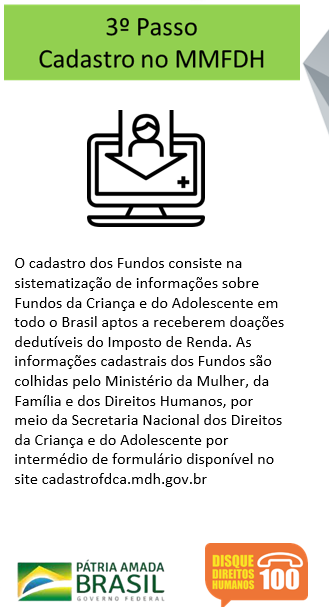 3º Passo
Cadastro no MMFDH
O cadastro dos Fundos consiste na
sistematização de informações sobre
Fundos da Criança e do Adolescente em
todo o Brasil aptos a receberem doações
dedutíveis do Imposto de Renda. As
informações cadastrais dos Fundos são
colhidas pelo Ministério da Mulher, da
Família e dos Direitos Humanos, por
meio da Secretaria Nacional dos Direitos
da Criança e do Adolescente por
intermédio de formulário disponível no
site cadastrofdca.mdh.gov.br
PÁTRIA AMADA
BRASIL
GOVERNO FEDERAL
DISQUE
DIREITOS
HUMANOS
100